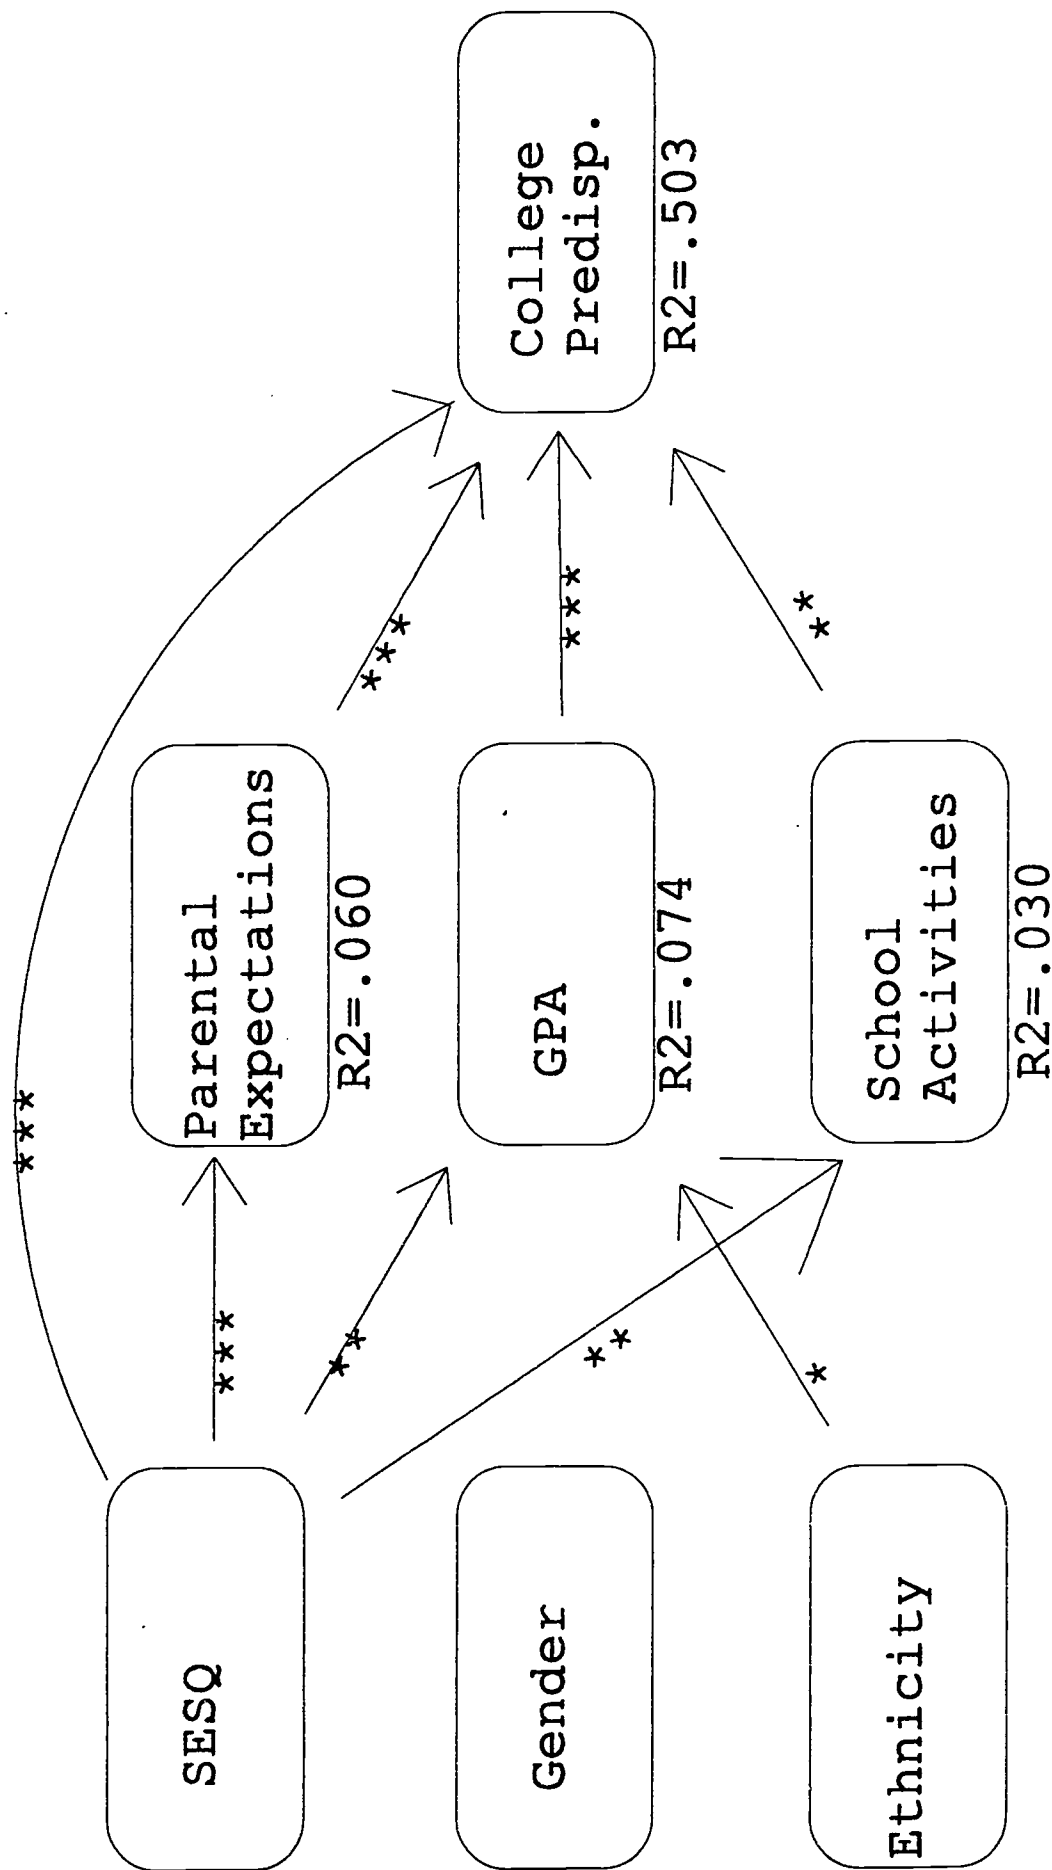 ***
SESQ
***
Parental
Expectations
R2=.060
***
**
**
Gender
GPA
R2=.074
***
College
Predisp.
R2=.503
*
**
Ethnicity
School
Activities
R2=.030